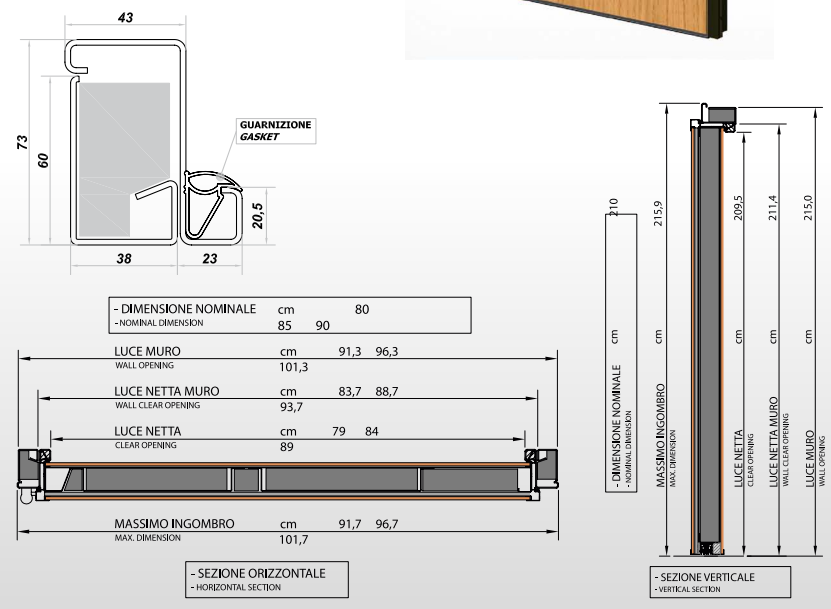 43
73
60
GUARNIZIONE
GASKET
20,5
38
23
- DIMENSIONE NOMINALE cm 80
- NOMINAL DIMENSION 85 90
LUCE MURO cm 91,3 96,3
WALL OPENING 101,3
LUCE NETTA MURO cm 83,7 88,7
WALL CLEAR OPENING 93,7
LUCE NETTA cm 79 84
CLEAR OPENING 89
MASSIMO INGOMBRO cm 91,7 96,7
MAX. DIMENSION 101,7
- SEZIONE ORIZZONTALE
- HORIZONTAL SECTION
- DIMENSIONE NOMINALE cm 210
- NOMINAL DIMENSION
MASSIMO INGOMBRO cm 215,9
MAX. DIMENSION
LUCE NETTA cm 209,5
CLEAR OPENING
LUCE NETTA MURO cm 211,4
WALL CLEAR OPENING
LUCE MURO cm 215,0
WALL OPENING
- SEZIONE VERTICALE
- VERTICAL SECTION